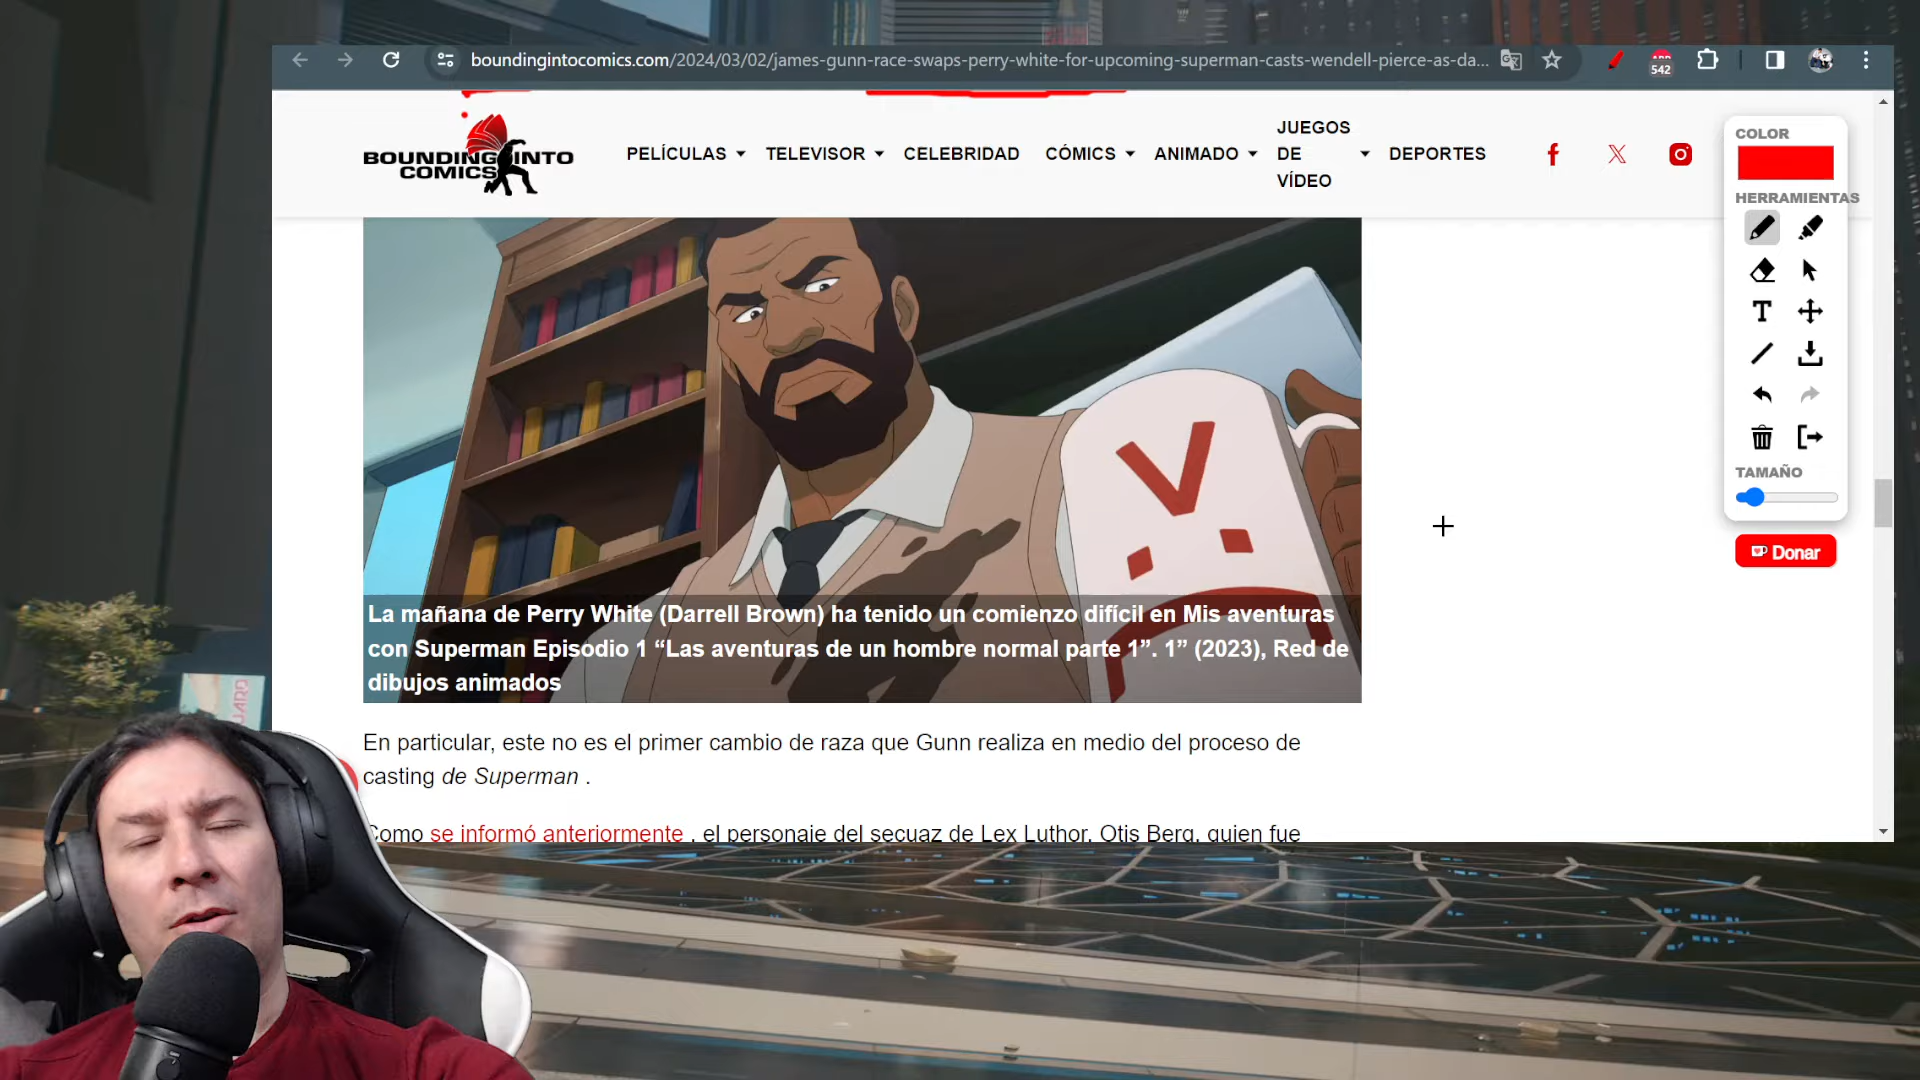 boundingintocomics.com/2024/03/02/james-gunn-race-swaps-perry-white-for-upcoming-superman-casts-wendell-pierce-as-da...
542
BOUNDING INTO
COMICS
PELÍCULAS
TELEVISOR
CELEBRIDAD
CÓMICS
ANIMADO
JUEGOS
DE
VÍDEO
DEPORTES
COLOR
HERRAMIENTAS
TAMAÑO
Donar
La mañana de Perry White (Darrell Brown) ha tenido un comienzo difícil en Mis aventuras
con Superman Episodio 1 “Las aventuras de un hombre normal parte 1”. 1” (2023), Red de
dibujos animados
En particular, este no es el primer cambio de raza que Gunn realiza en medio del proceso de
casting de Superman .
Como se informó anteriormente , el personaje del secuaz de Lex Luthor, Otis Berg, quien fue